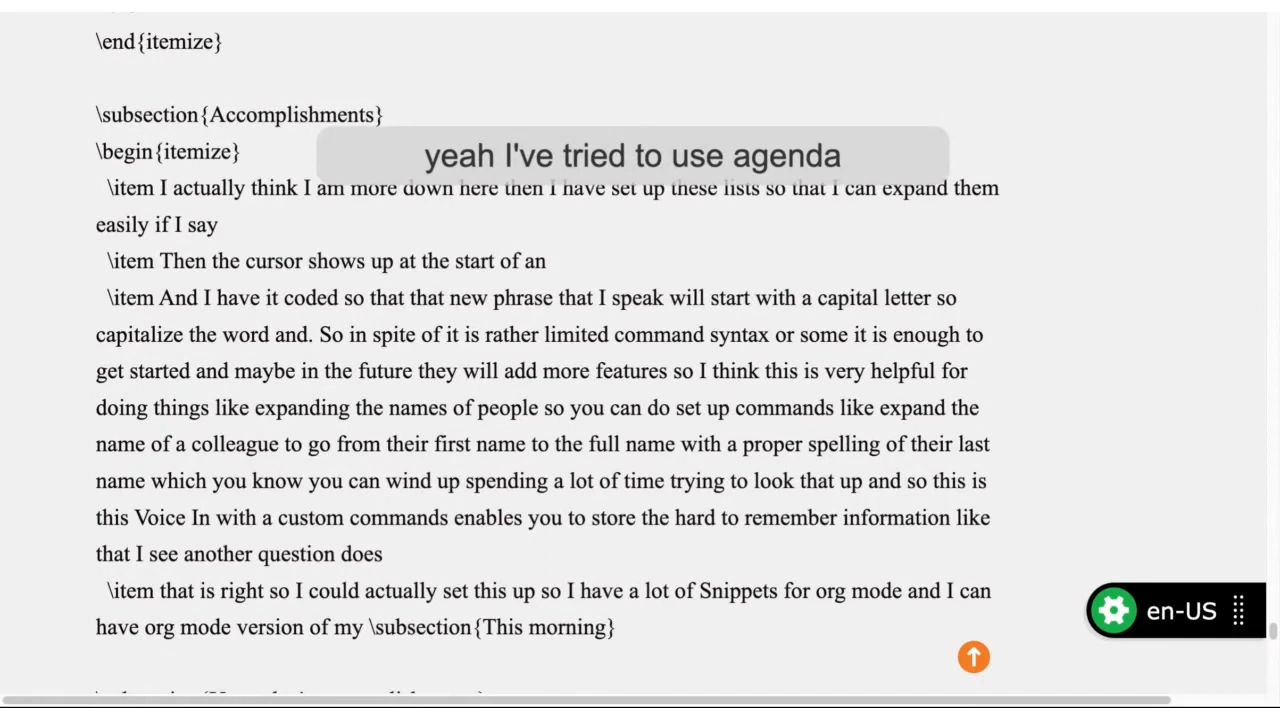 \end{itemize}
\subsection{Accomplishments}
\begin{itemize}
yeah I've tried to use agenda
\item I actually think I am more down here then I have set up these lists so that I can expand them
easily if I say
\item Then the cursor shows up at the start of an
\item And I have it coded so that that new phrase that I speak will start with a capital letter so
capitalize the word and. So in spite of it is rather limited command syntax or some it is enough to
get started and maybe in the future they will add more features so I think this is very helpful for
doing things like expanding the names of people so you can do set up commands like expand the
name of a colleague to go from their first name to the full name with a proper spelling of their last
name which you know you can wind up spending a lot of time trying to look that up and so this is
this Voice In with a custom commands enables you to store the hard to remember information like
that I see another question does
\item that is right so I could actually set this up so I have a lot of Snippets for org mode and I can
have org mode version of my \subsection{This morning}
en-US